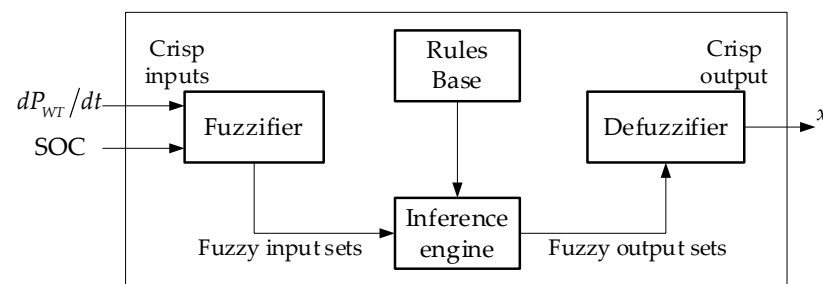 Crisp
inputs
Rules
Base
Crisp
output
dP_WT/dt
SOC
Fuzzifier
Defuzzifier
x
Inference
engine
Fuzzy input sets
Fuzzy output sets